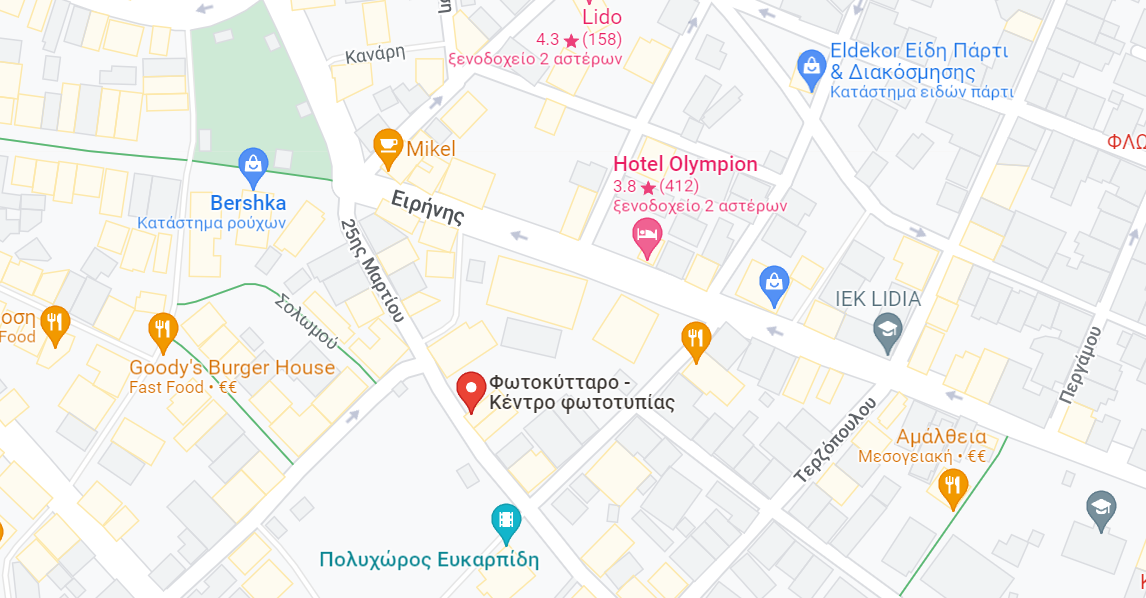 Lido
4.3 ★ (158)
ξενοδοχείο 2 αστέρων
Κανάρη
Eldekor Είδη Πάρτι
& Διακόσμησης
Κατάστημα ειδών πάρτι
ΦΛΩ
Mikel
Hotel Olympion
3.8 ★ (412)
ξενοδοχείο 2 αστέρων
Bershka
Κατάστημα ρούχων
Ειρήνης
25ης Μαρτίου
Σολωμού
IEK LIDIA
οση
Food
Goody's Burger House
Fast Food • €€
Φωτοκύτταρο -
Κέντρο φωτοτυπίας
Περγάμου
Τερζόπουλου
Αμάλθεια
Μεσογειακή • €€
Πολυχώρος Ευκαρπίδη